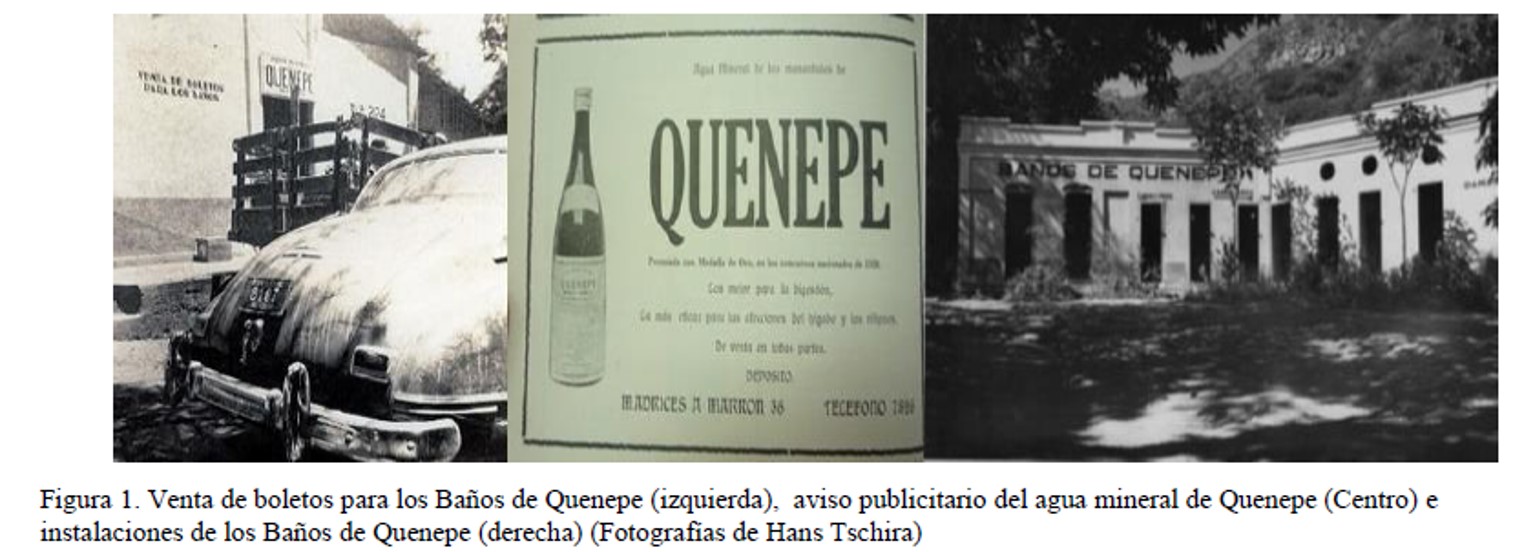 VENTA DE BOLETOS
PARA LOS BAÑOS
QUENEPE
Agua Mineral de los manantiales de
QUENEPE
Premiada con Medalla de Oro, en los concursos nacionales de
Los mejor para la digestión,
La más eficaz para las afecciones del hígado y los riñones.
De venta en todas partes.
DEPOSITO.
MADRICES A MARRON 36 TELEFONO
QUENEPE
BAÑOS DE QUENEPE
Figura 1. Venta de boletos para los Baños de Quenepe (izquierda), aviso publicitario del agua mineral de Quenepe (Centro) e
instalaciones de los Baños de Quenepe (derecha) (Fotografías de Hans Tschira)